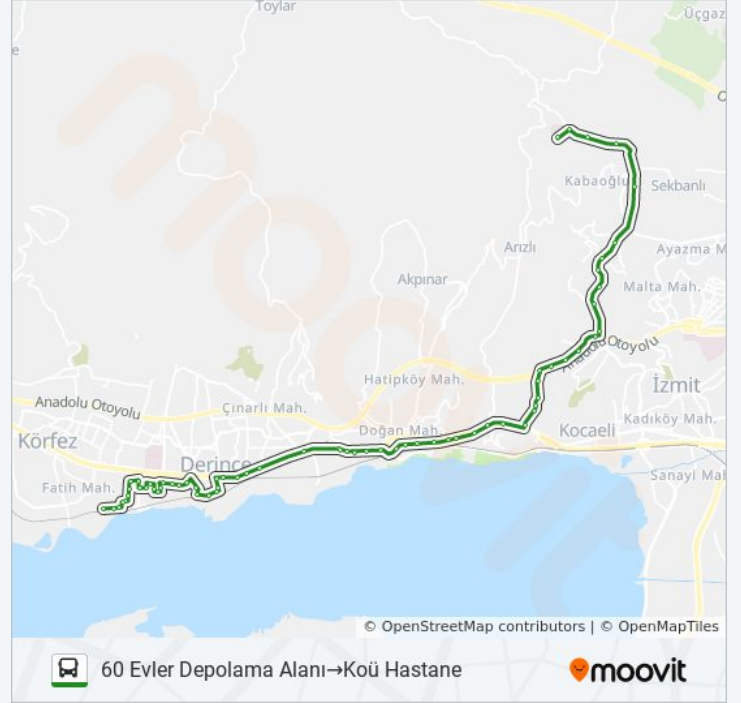 Toylar
Üçgaz
e
O
Kabaoğlu
Sekbanlı
Arızlı
Ayazma M
Akpınar
Malta Mah.
Anadolu Otoyolu
Hatipköy Mah.
İzmit
Anadolu Otoyolu
Çınarlı Mah.
Kadıköy Mah.
Körfez
Doğan Mah.
Kocaeli
Derince
Fatih Mah.
Sanayi Mah
moovit
© OpenStreetMap contributors | © OpenMapTiles
60 Evler Depolama Alanı→Koü Hastane
moovit